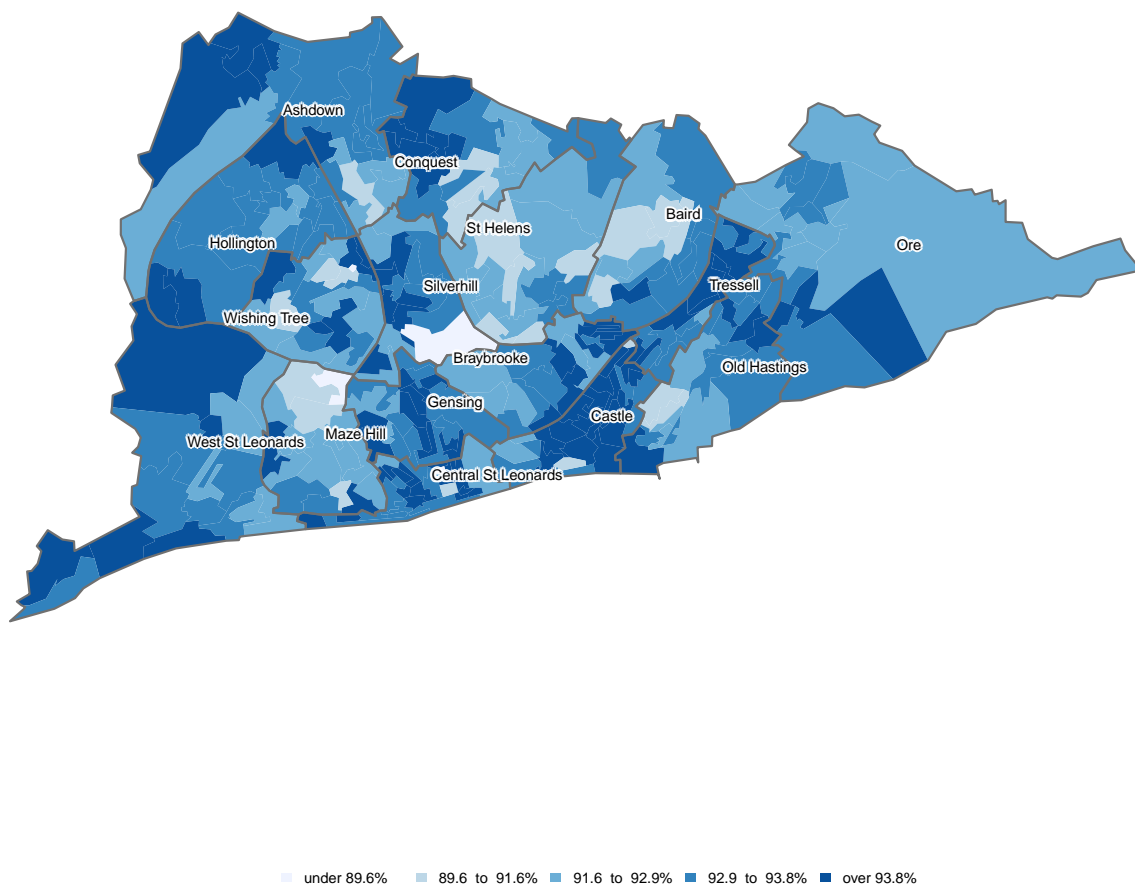 Ashdown
Conquest
Baird
St Helens
Hollington
Ore
Silverhill
Tressell
Wishing Tree
Braybrooke
Old Hastings
Gensing
Castle
Maze Hill
West St Leonards
Central St Leonards
under 89.6% 89.6 to 91.6% 91.6 to 92.9% 92.9 to 93.8% over 93.8%